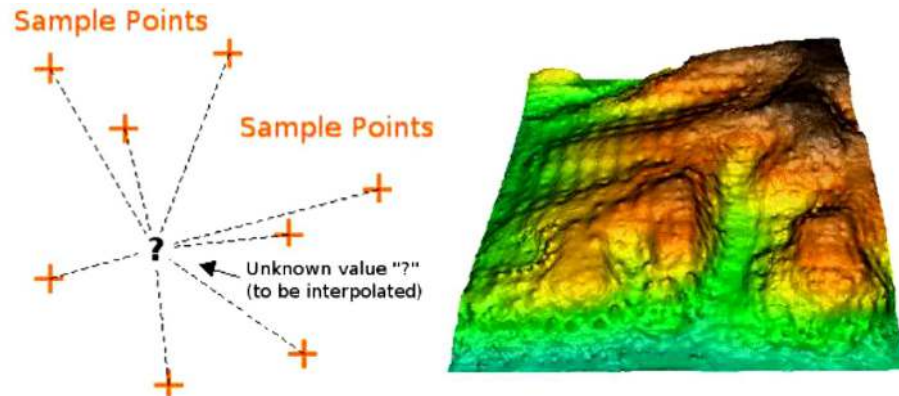 Sample Points
Sample Points
?
Unknown value "?"
(to be interpolated)